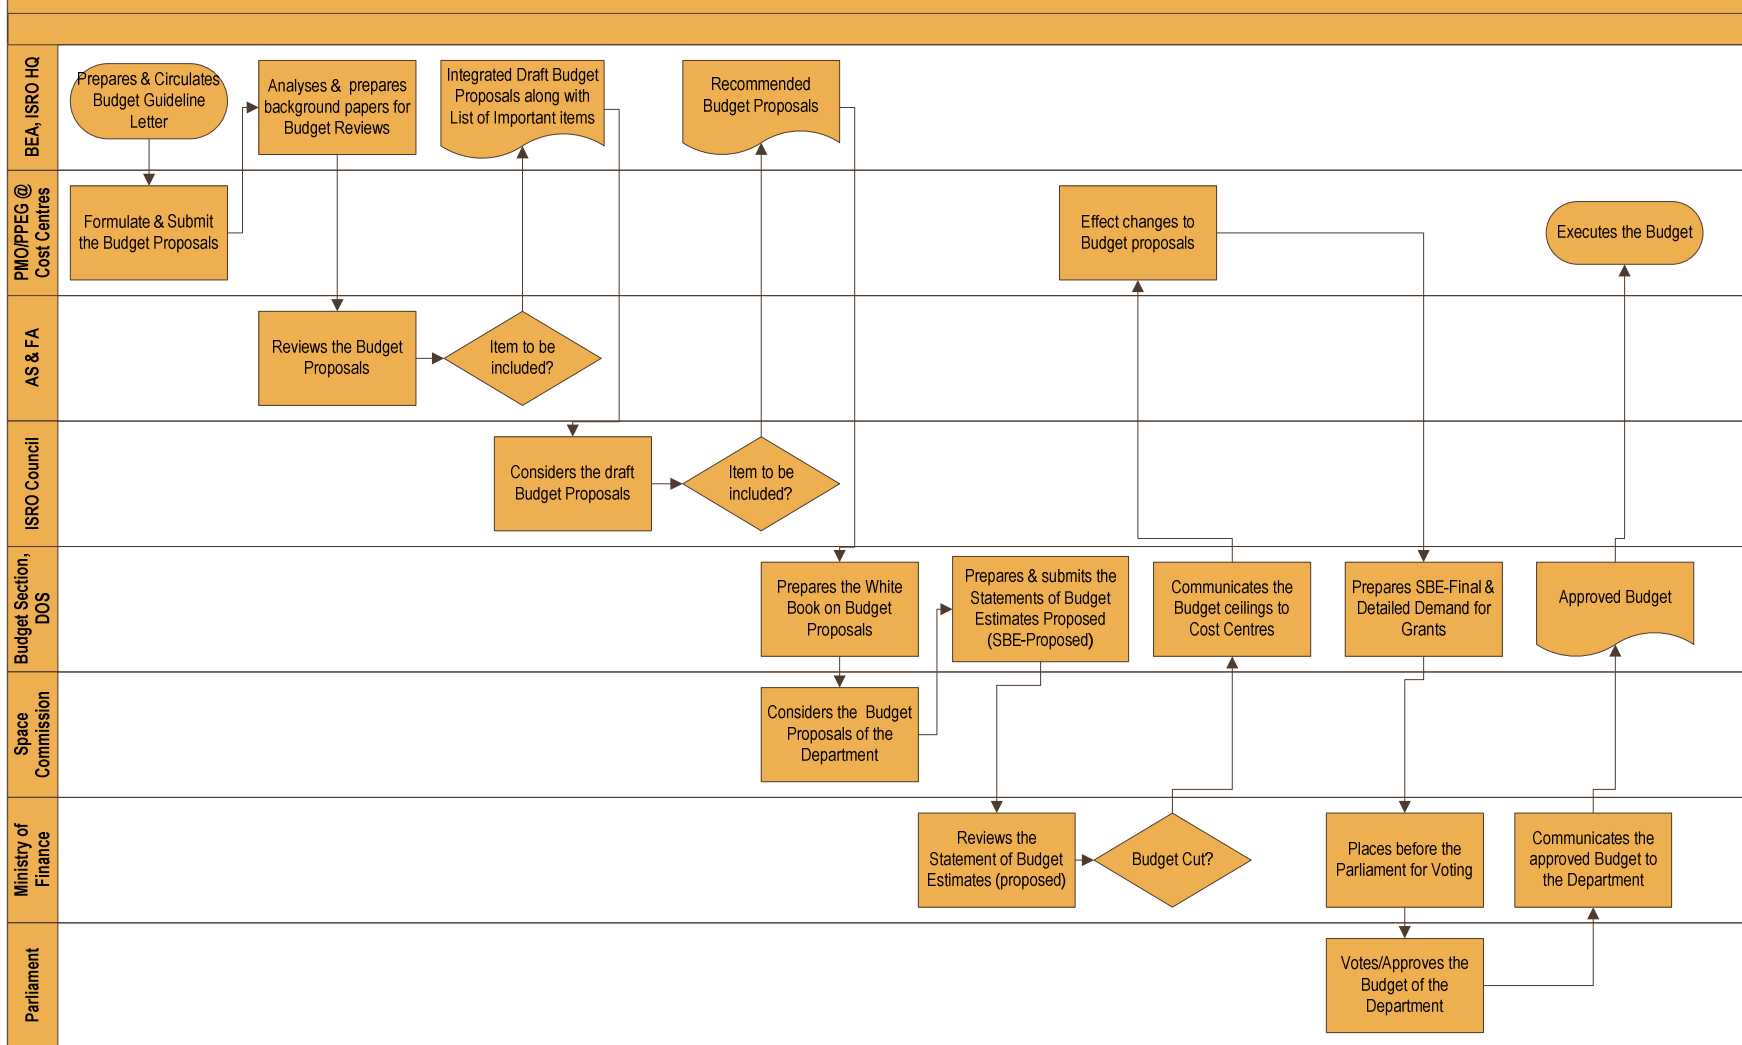 BEA, ISRO HQ
Prepares & Circulates
Budget Guideline
Letter
Analyses & prepares
background papers for
Budget Reviews
Integrated Draft Budget
Proposals along with
List of Important items
Recommended
Budget Proposals
PMO/PPEG @
Cost Centres
Formulate & Submit
the Budget Proposals
Effect changes to
Budget proposals
Executes the Budget
AS & FA
Reviews the Budget
Proposals
Item to be
included?
ISRO Council
Considers the draft
Budget Proposals
Item to be
included?
Budget Section,
DOS
Prepares the White
Book on Budget
Proposals
Prepares & submits the
Statements of Budget
Estimates Proposed
(SBE-Proposed)
Communicates the
Budget ceilings to
Cost Centres
Prepares SBE-Final &
Detailed Demand for
Grants
Approved Budget
Space
Commission
Considers the Budget
Proposals of the
Department
Ministry of
Finance
Reviews the
Statement of Budget
Estimates (proposed)
Budget Cut?
Places before the
Parliament for Voting
Communicates the
approved Budget to
the Department
Parliament
Votes/Approves the
Budget of the
Department